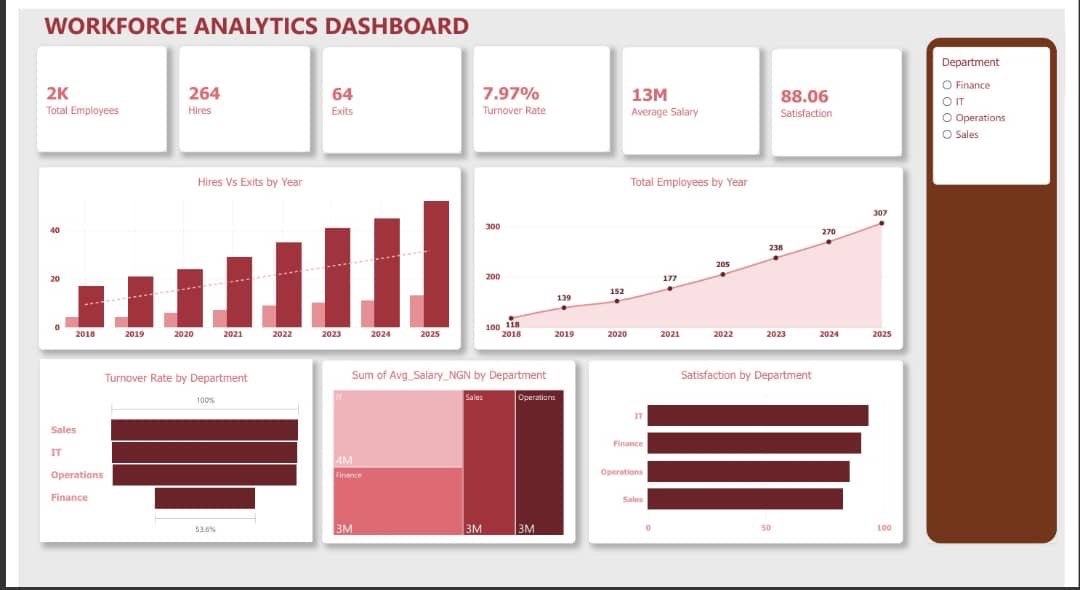 WORKFORCE ANALYTICS DASHBOARD
2K
Total Employees
264
Hires
64
Exits
7.97%
Turnover Rate
13M
Average Salary
88.06
Satisfaction
Department
Finance
IT
Operations
Sales
Hires Vs Exits by Year
40
20
0
2018 2019 2020 2021 2022 2023 2024 2025
Total Employees by Year
300
200
100
118 139 152 177 205 238 270 307
2018 2019 2020 2021 2022 2023 2024 2025
Turnover Rate by Department
100%
Sales
IT
Operations
Finance
53.6%
Sum of Avg_Salary_NGN by Department
IT
4M
Finance
3M
Sales
3M
Operations
3M
Satisfaction by Department
IT
Finance
Operations
Sales
0 50 100